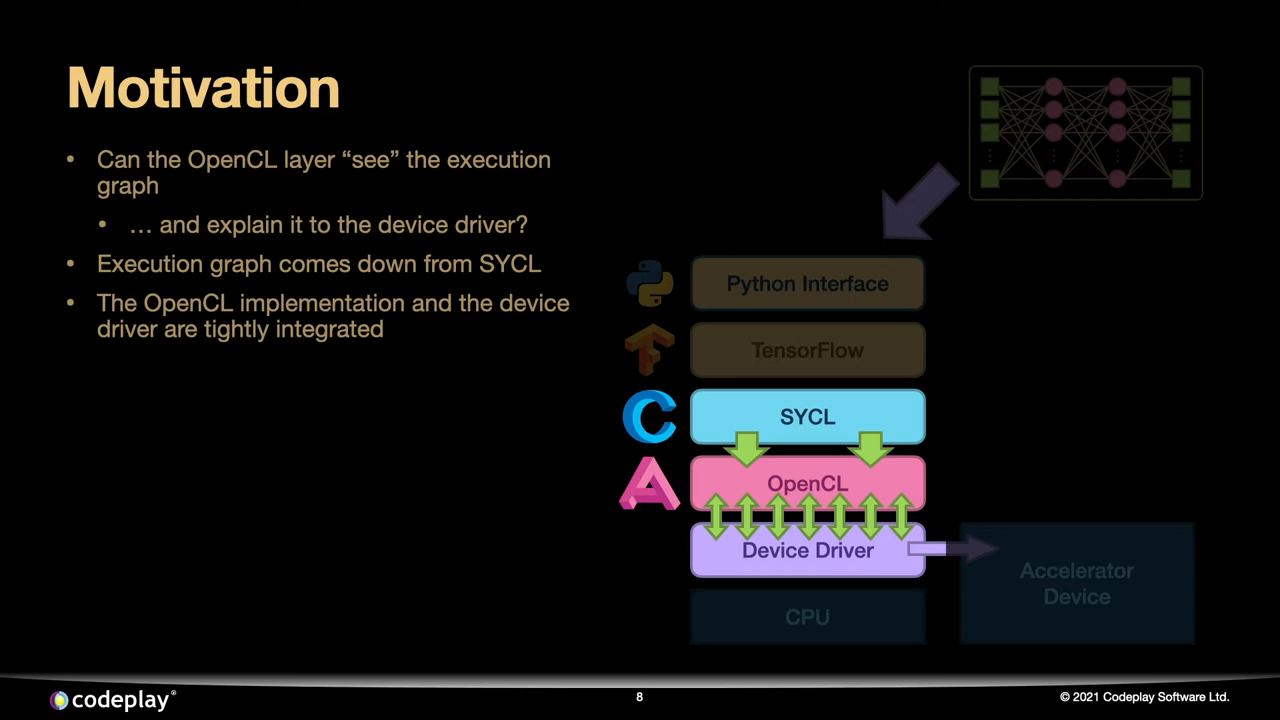 Motivation
• Can the OpenCL layer “see” the execution
graph
• … and explain it to the device driver?
• Execution graph comes down from SYCL
• The OpenCL implementation and the device
driver are tightly integrated
Python Interface
TensorFlow
SYCL
OpenCL
Device Driver
Accelerator
Device
CPU
codeplay®
8
© 2021 Codeplay Software Ltd.